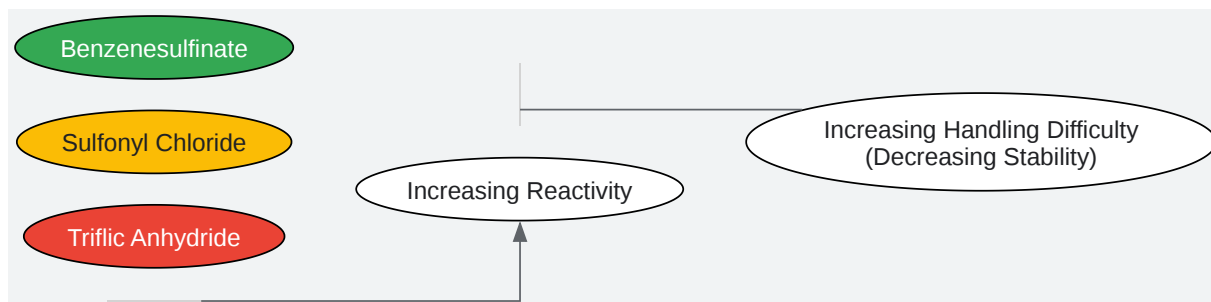 Benzenesulfinate
Sulfonyl Chloride
Triflic Anhydride
Increasing Reactivity
Increasing Handling Difficulty
(Decreasing Stability)